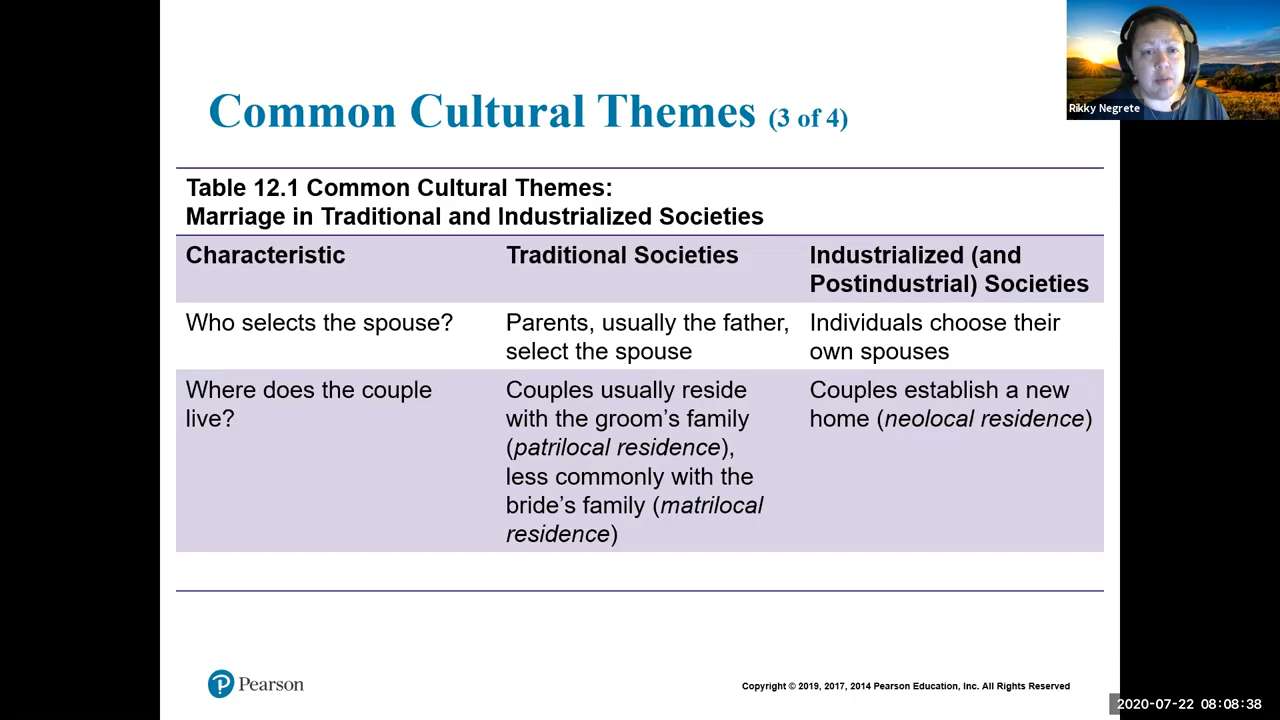 Common Cultural Themes (3 of 4)
Rikky Negrete
Table 12.1 Common Cultural Themes:
Marriage in Traditional and Industrialized Societies
Characteristic
Traditional Societies
Industrialized (and
Postindustrial) Societies
Who selects the spouse?
Parents, usually the father,
select the spouse
Individuals choose their
own spouses
Where does the couple
live?
Couples usually reside
with the groom’s family
(patrilocal residence),
less commonly with the
bride’s family (matrilocal
residence)
Couples establish a new
home (neolocal residence)
P Pearson
Copyright © 2019, 2017, 2014 Pearson Education, Inc. All Rights Reserved
2020-07-22 08:08:38